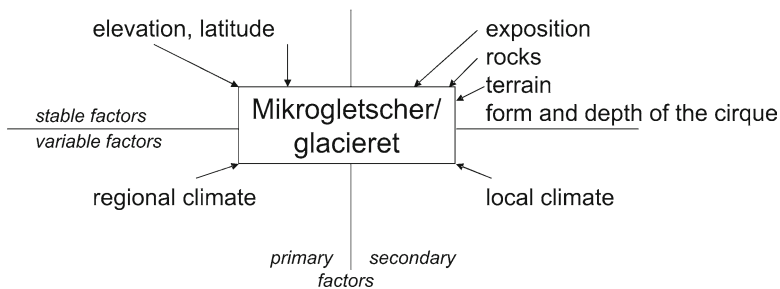 elevation, latitude
exposition
rocks
terrain
form and depth of the cirque
stable factors
variable factors
Mikrogletscher/
glacieret
regional climate
local climate
primary secondary
factors